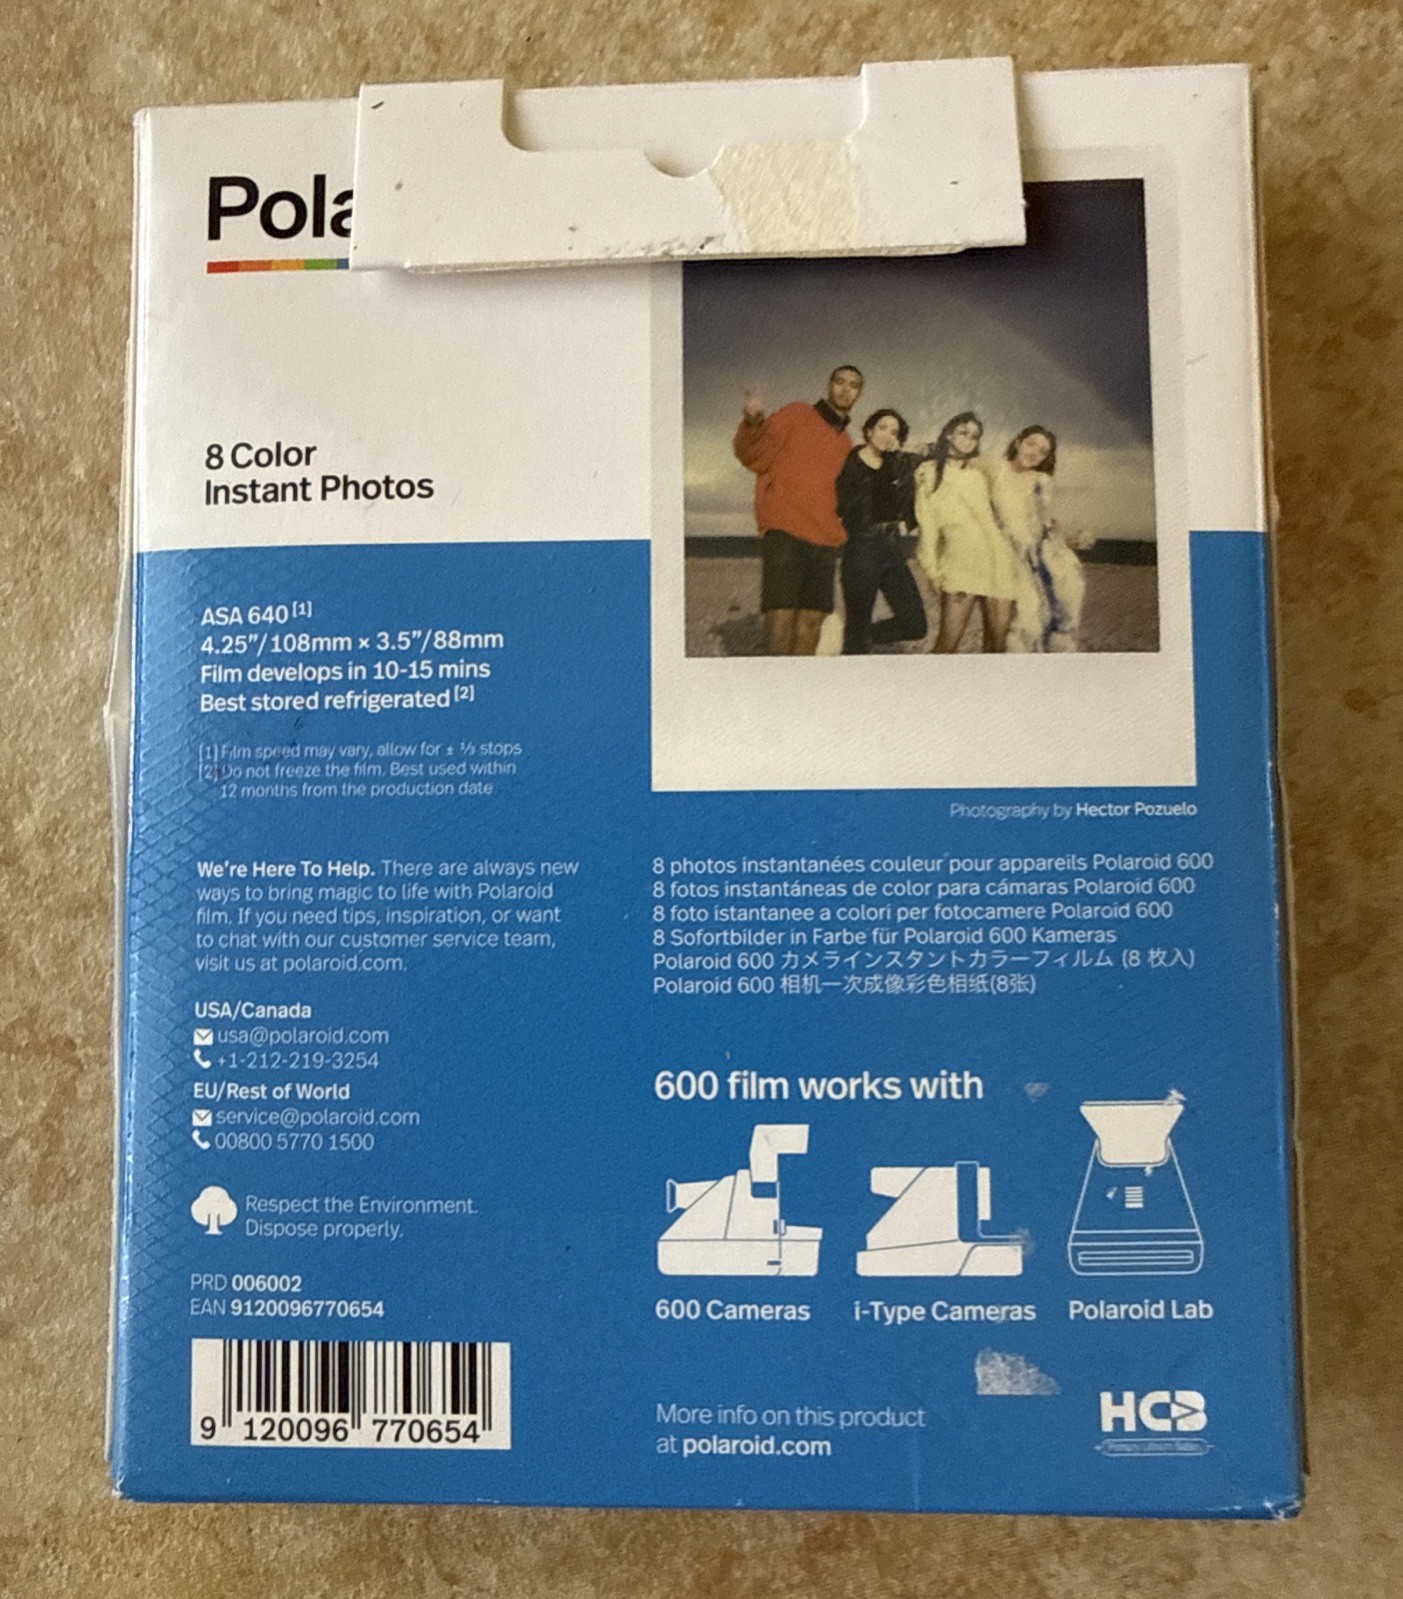 Pola
8 Color
Instant Photos
ASA 640 [1]
4.25”/108mm × 3.5”/88mm
Film develops in 10-15 mins
Best stored refrigerated [2]
[1] Film speed may vary, allow for ± ⅓ stops
[2] Do not freeze the film. Best used within
12 months from the production date
Photography by Hector Pozuelo
We're Here To Help. There are always new
ways to bring magic to life with Polaroid
film. If you need tips, inspiration, or want
to chat with our customer service team,
visit us at polaroid.com.
USA/Canada
usa@polaroid.com
+1-212-219-3254
EU/Rest of World
service@polaroid.com
00800 5770 1500
Respect the Environment.
Dispose properly.
PRD 006002
EAN 9120096770654
9 120096 770654
8 photos instantanées couleur pour appareils Polaroid 600
8 fotos instantáneas de color para cámaras Polaroid 600
8 foto istantanee a colori per fotocamere Polaroid 600
8 Sofortbilder in Farbe für Polaroid 600 Kameras
Polaroid 600 カメラインスタントカラーフィルム (8 枚入)
Polaroid 600 相机一次成像彩色相纸(8张)
600 film works with
600 Cameras
i-Type Cameras
Polaroid Lab
More info on this product
at polaroid.com
HCB